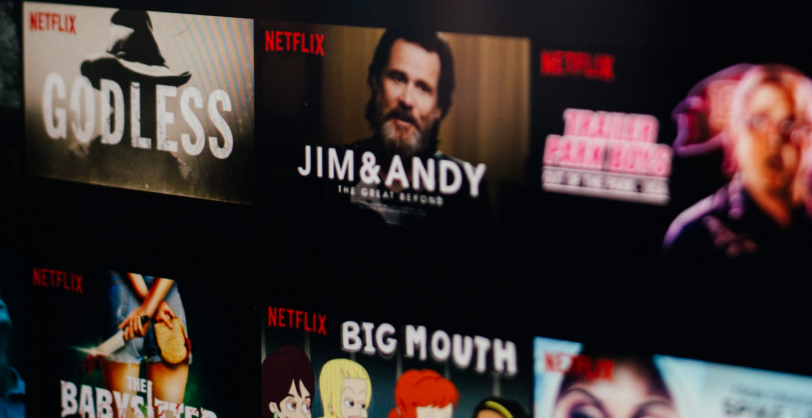 NETFLIX
GODLESS
NETFLIX
JIM&ANDY
THE GREAT BEYOND
NETFLIX
TRAILER
PARK BOYS
NETFLIX
THE
BABYSITTER
NETFLIX
BIG MOUTH
NETFLIX